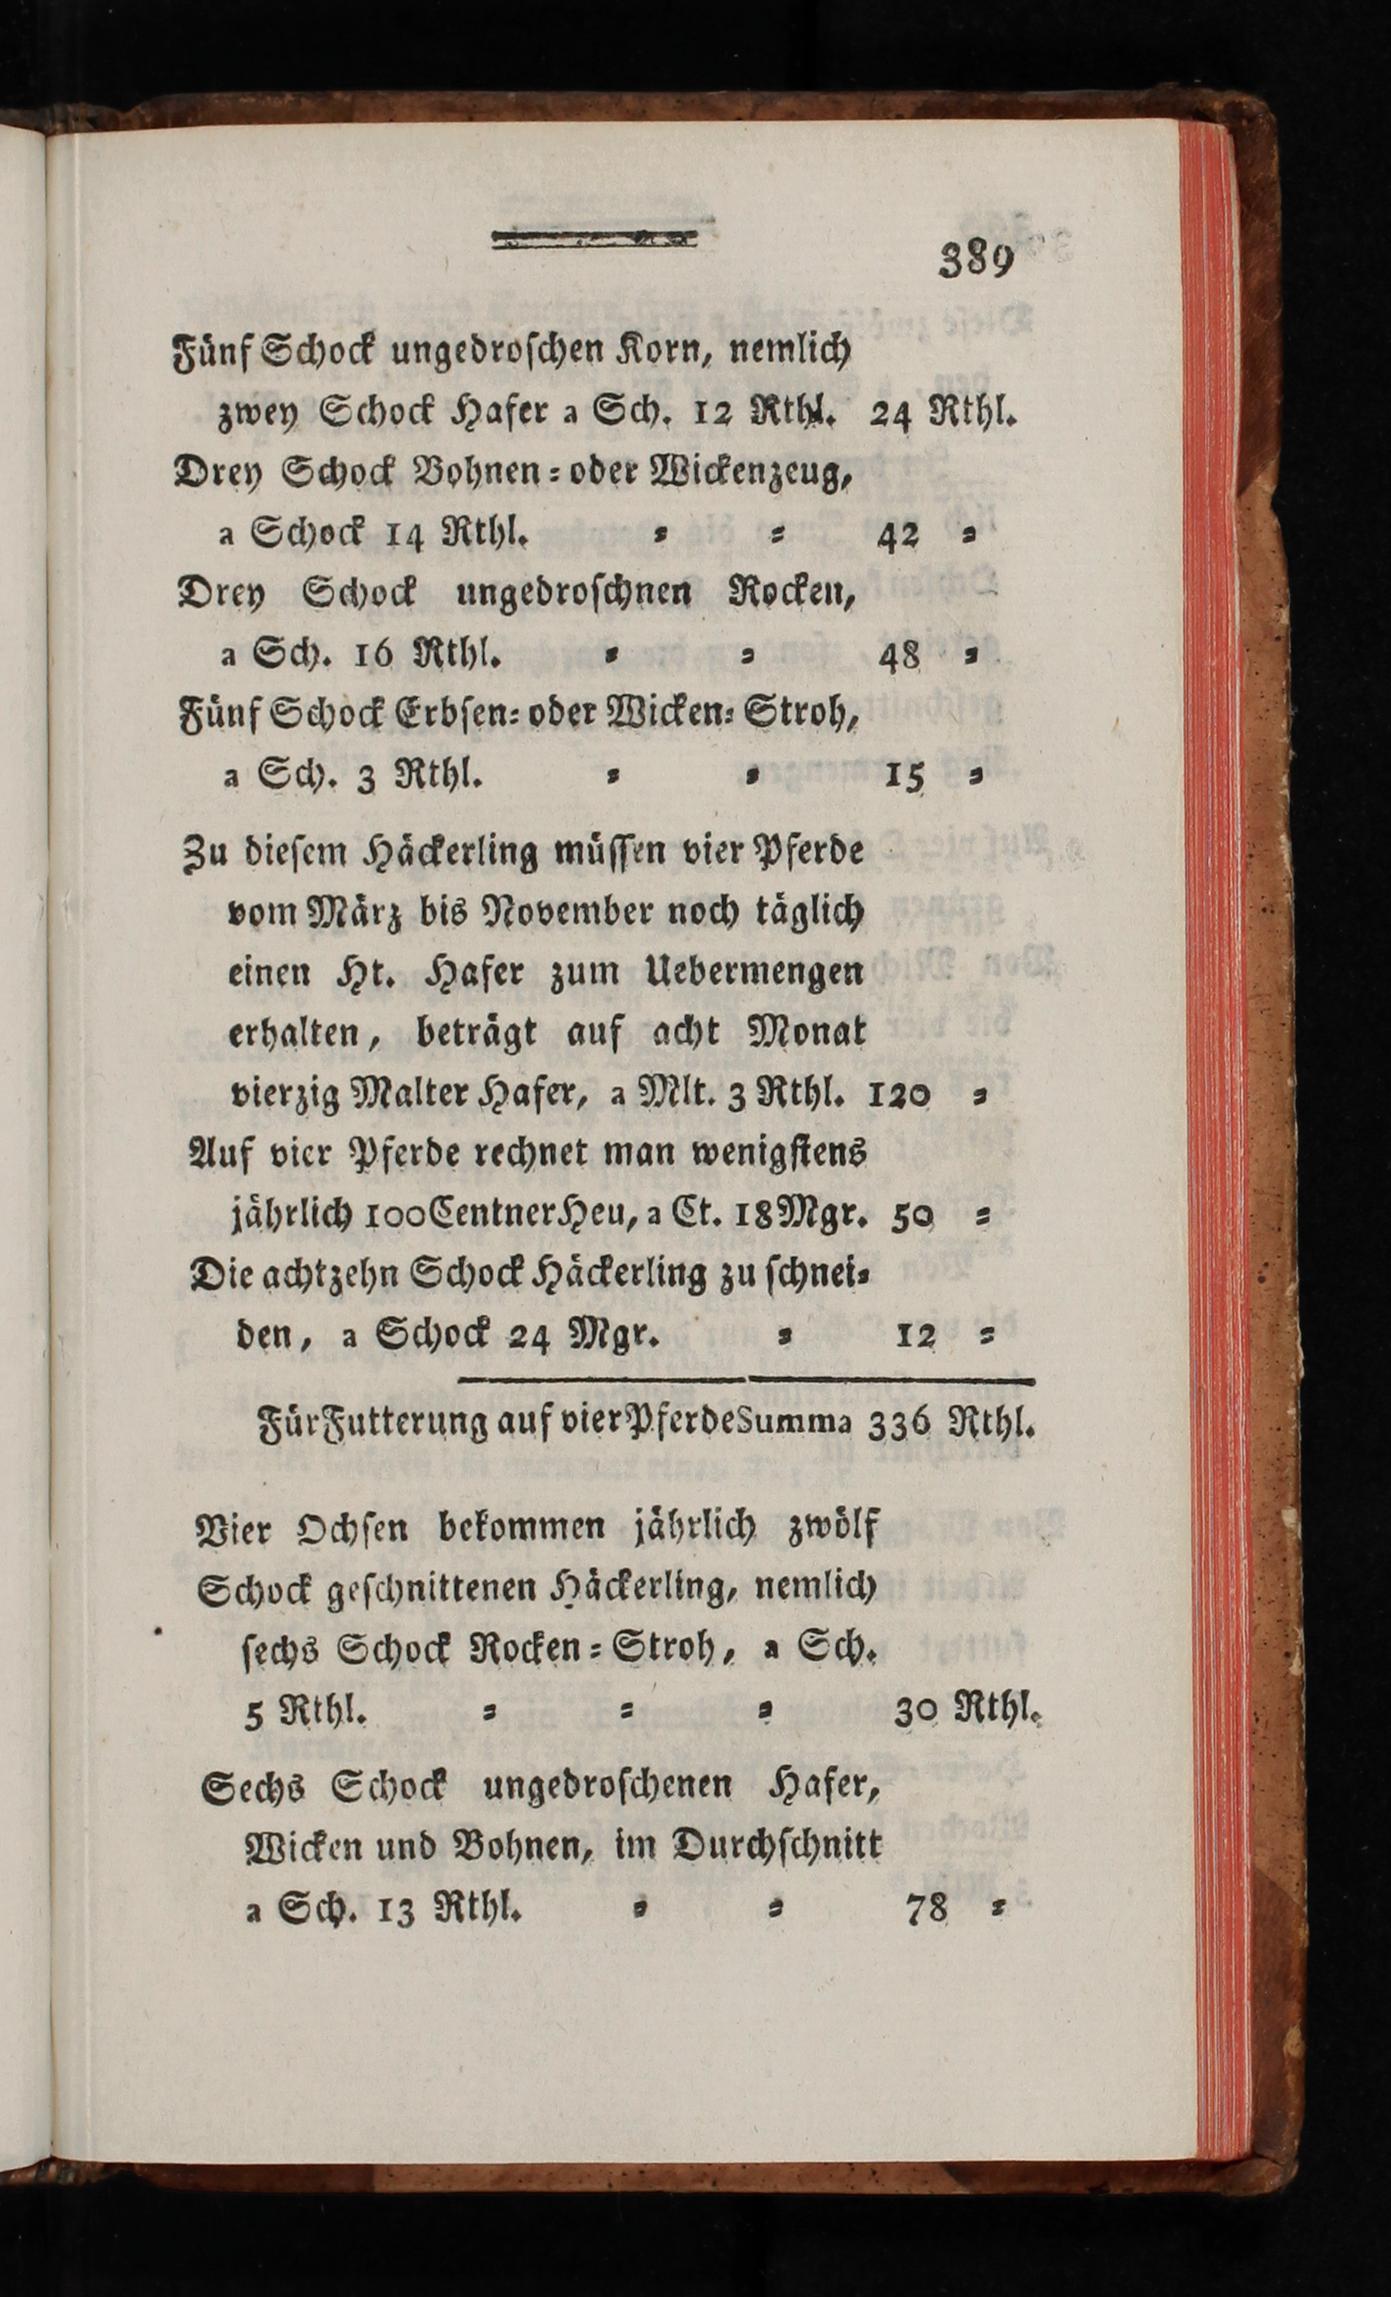 389
Fünf Schock ungedroſchen Korn, nemlich
zwey Schock Hafer a Sch. 12 Rthl. 24 Rthl.
Drey Schock Bohnen⸗ oder Wickenzeug,
a Schock 14 Rthl. ⸗ ⸗ 42 ⸗
Drey Schock ungedroſchnen Rocken,
a Sch. 16 Rthl. ⸗ ⸗ 48 ⸗
Fünf Schock Erbſen⸗ oder Wicken⸗ Stroh,
a Sch. 3 Rthl. ⸗ ⸗ 15 ⸗
Zu dieſem Häckerling müſſen vier Pferde
vom März bis November noch täglich
einen Ht. Hafer zum Uebermengen
erhalten, beträgt auf acht Monat
vierzig Malter Hafer, a Mlt. 3 Rthl. 120 ⸗
Auf vier Pferde rechnet man wenigſtens
jährlich 100 Centner Heu, a Ct. 18 Mgr. 50 ⸗
Die achtzehn Schock Häckerling zu ſchnei⸗
den, a Schock 24 Mgr. ⸗ 12 ⸗
Für Futterung auf vier Pferde Summa 336 Rthl.
Vier Ochſen bekommen jährlich zwölf
Schock geſchnittenen Häckerling, nemlich
ſechs Schock Rocken⸗Stroh, a Sch.
5 Rthl. ⸗ ⸗ ⸗ 30 Rthl.
Sechs Schock ungedroſchenen Hafer,
Wicken und Bohnen, im Durchſchnitt
a Sch. 13 Rthl. ⸗ ⸗ 78 ⸗